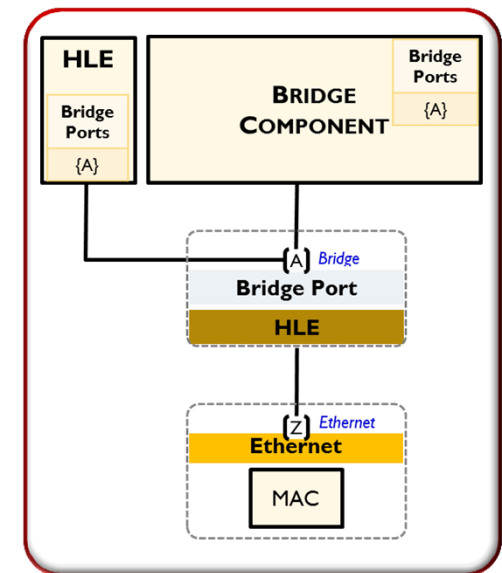 HLE
Bridge
Ports
{A}
BRIDGE
COMPONENT
Bridge
Ports
{A}
{A} Bridge
Bridge Port
HLE
{Z} Ethernet
Ethernet
MAC